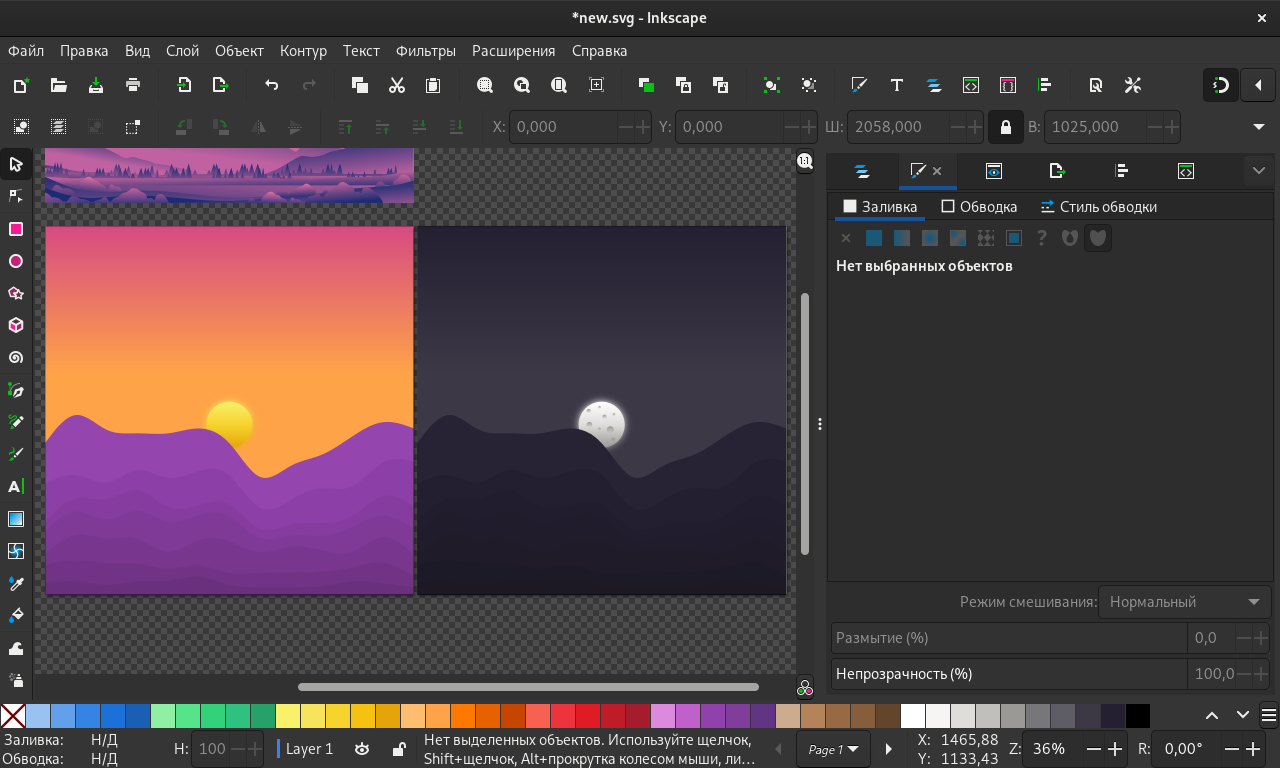 *new.svg - Inkscape
Файл Правка Вид Слой Объект Контур Текст Фильтры Расширения Справка
X: 0,000 Y: 0,000 Ш: 2058,000 В: 1025,000
1:1
Заливка Обводка Стиль обводки
Нет выбранных объектов
Режим смешивания: Нормальный
Размытие (%) 0,0
Непрозрачность (%) 100,0
Заливка: Н/Д
Обводка: Н/Д
Н: 100
Layer 1
Нет выделенных объектов. Используйте щелчок,
Shift+щелчок, Alt+прокрутка колесом мыши, ли...
Page 1
X: 1465,88
Y: 1133,43
Z: 36%
R: 0,00°